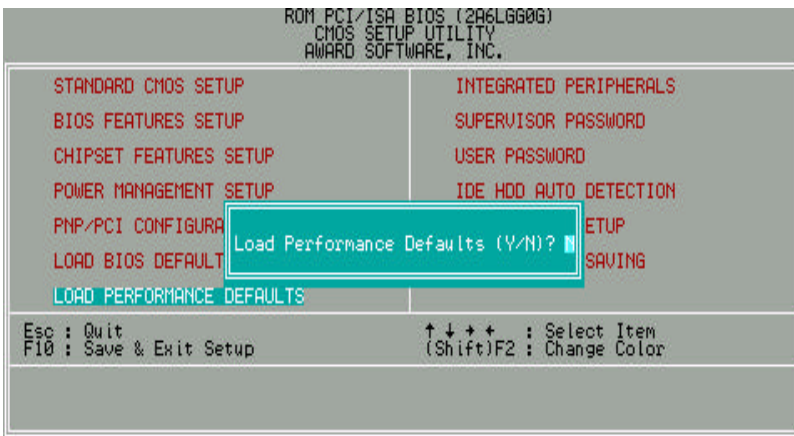 ROM PCI/ISA BIOS (2A6LGG0G)
CMOS SETUP UTILITY
AWARD SOFTWARE, INC.
STANDARD CMOS SETUP
BIOS FEATURES SETUP
CHIPSET FEATURES SETUP
POWER MANAGEMENT SETUP
PNP/PCI CONFIGURA
LOAD BIOS DEFAULT
LOAD PERFORMANCE DEFAULTS
INTEGRATED PERIPHERALS
SUPERVISOR PASSWORD
USER PASSWORD
IDE HDD AUTO DETECTION
ETUP
SAVING
Load Performance Defaults (Y/N)? N
Esc : Quit
F10 : Save & Exit Setup
↑ ↓ → ← : Select Item
(Shift)F2 : Change Color